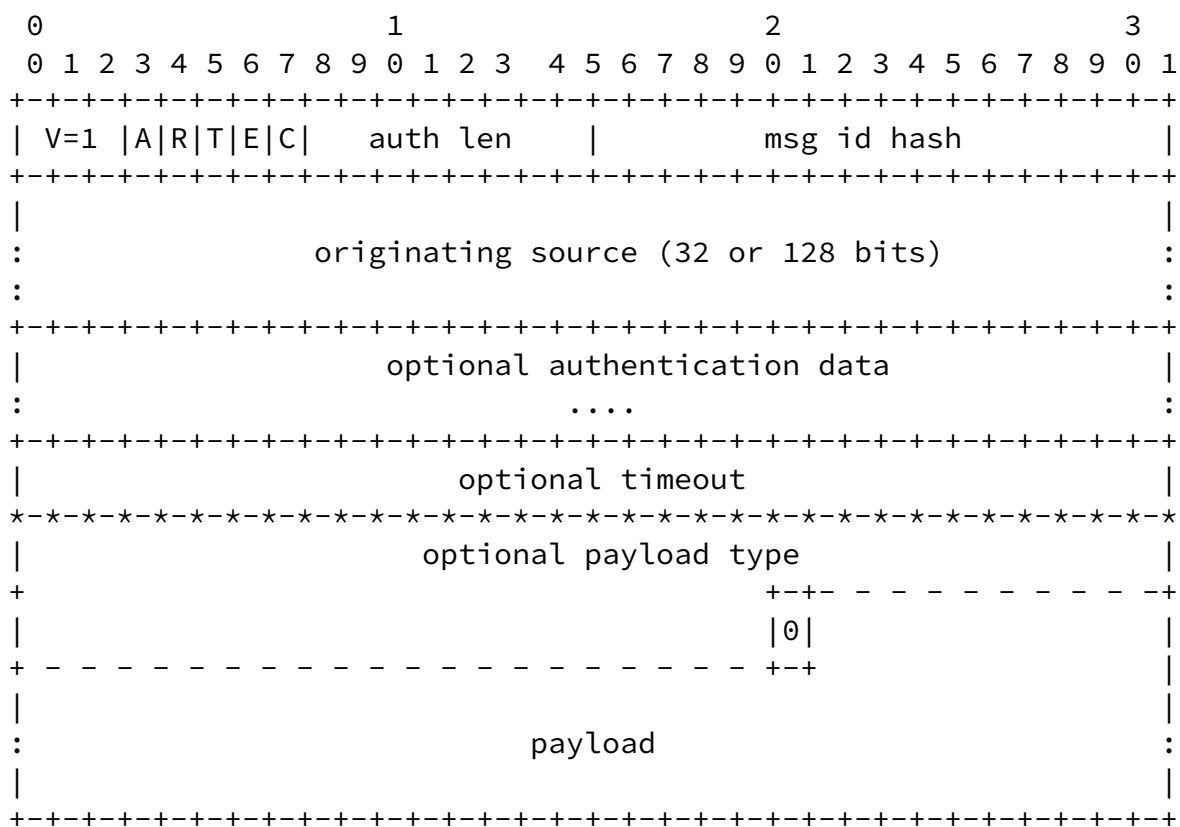 0                   1                    2                   3
 0 1 2 3 4 5 6 7 8 9 0 1 2 3  4 5 6 7 8 9 0 1 2 3 4 5 6 7 8 9 0 1
+-+-+-+-+-+-+-+-+-+-+-+-+-+-+-+-+-+-+-+-+-+-+-+-+-+-+-+-+-+-+-+-+
| V=1 |A|R|T|E|C|   auth len    |         msg id hash           |
+-+-+-+-+-+-+-+-+-+-+-+-+-+-+-+-+-+-+-+-+-+-+-+-+-+-+-+-+-+-+-+-+
|                                                               |
:                originating source (32 or 128 bits)            :
:                                                               :
+-+-+-+-+-+-+-+-+-+-+-+-+-+-+-+-+-+-+-+-+-+-+-+-+-+-+-+-+-+-+-+-+
|                    optional authentication data               |
:                              ....                             :
+-+-+-+-+-+-+-+-+-+-+-+-+-+-+-+-+-+-+-+-+-+-+-+-+-+-+-+-+-+-+-+-+
|                        optional timeout                       |
*-*-*-*-*-*-*-*-*-*-*-*-*-*-*-*-*-*-*-*-*-*-*-*-*-*-*-*-*-*-*-*-*
|                      optional payload type                    |
+                                         +-+- - - - - - - - - -+
|                                         |0|                   |
+ - - - - - - - - - - - - - - - - - - - - +-+                   |
|                                                               |
:                            payload                            :
|                                                               |
+-+-+-+-+-+-+-+-+-+-+-+-+-+-+-+-+-+-+-+-+-+-+-+-+-+-+-+-+-+-+-+-+